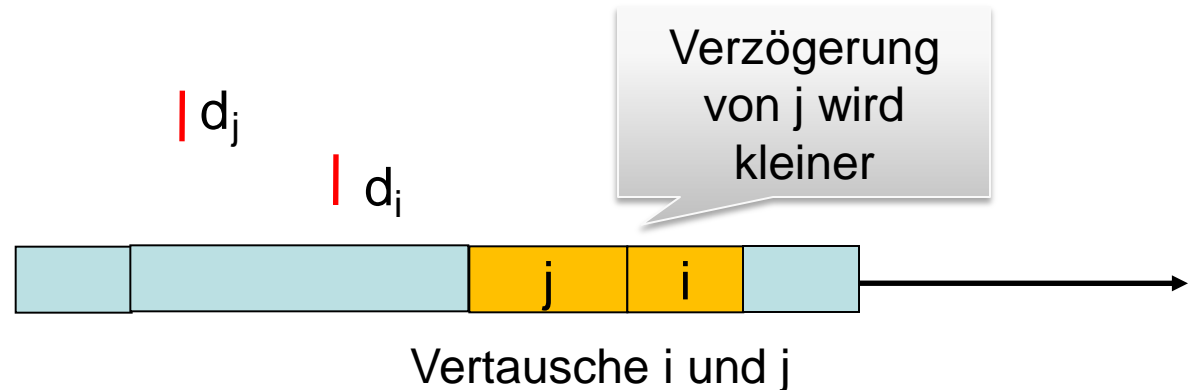 Verzögerung
von j wird
kleiner
dj
di
j i
Vertausche i und j